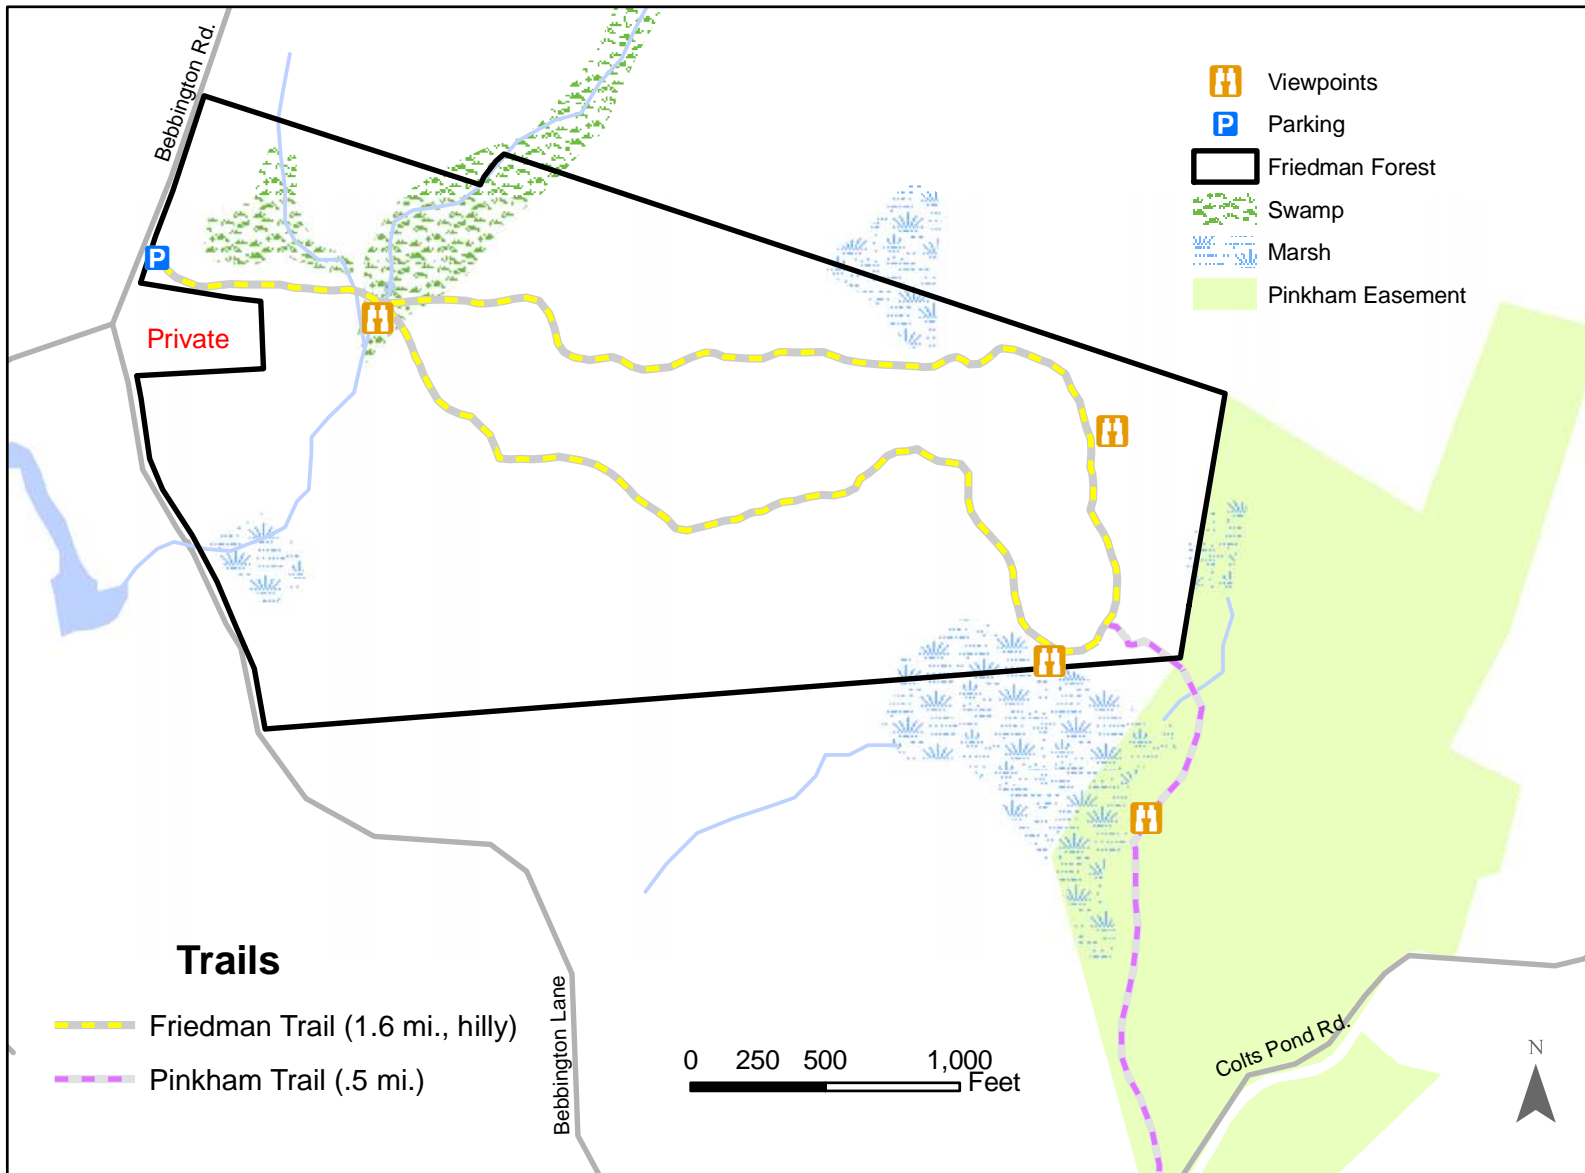 Bebbington Rd.
Viewpoints
P
Parking
Friedman Forest
Swamp
Marsh
Pinkham Easement
P
Private
Trails
Friedman Trail (1.6 mi., hilly)
Pinkham Trail (.5 mi.)
Bebbington Lane
0 250 500 1,000
Feet
Colts Pond Rd.
N